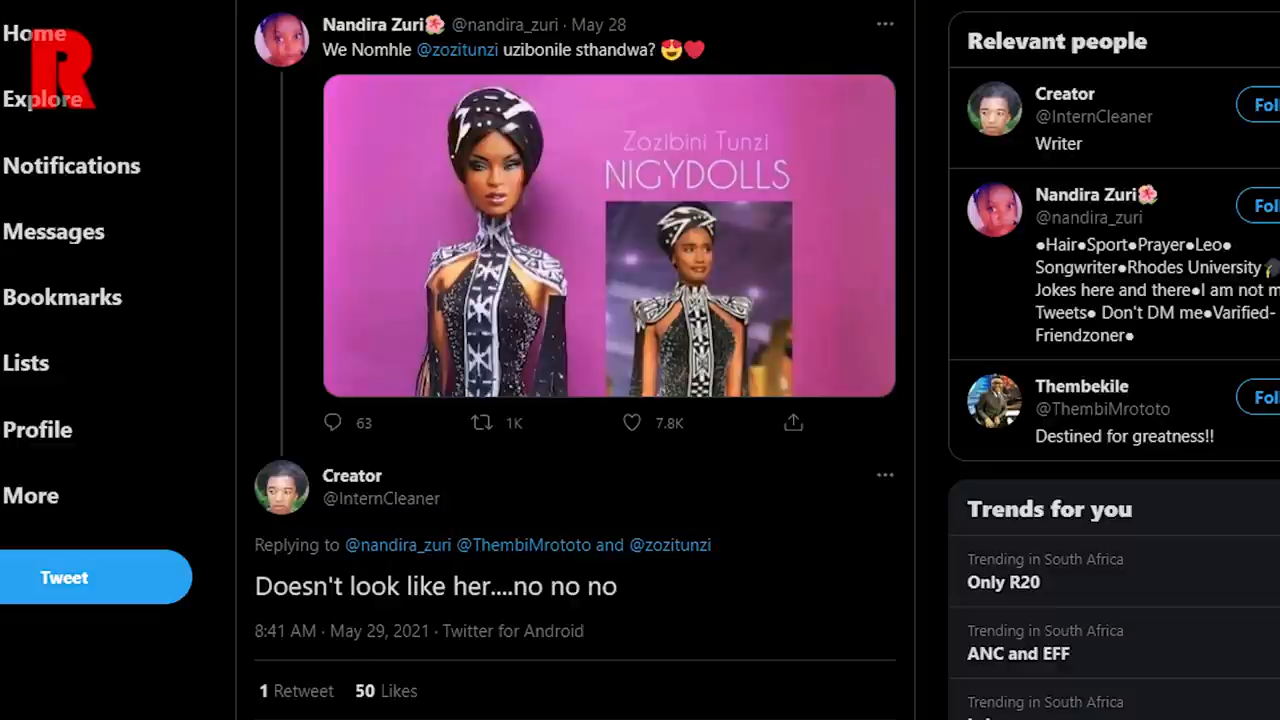 Home
Explore
Notifications
Messages
Bookmarks
Lists
Profile
More
Tweet
R
Nandira Zuri🌺 @nandira_zuri · May 28
We Nomhle @zozitunzi uzibonile sthandwa? 😍❤️
Zozibini Tunzi
NIGYDOLLS
63 1K 7.8K
Creator
@InternCleaner
Replying to @nandira_zuri @ThembiMrototo and @zozitunzi
Doesn't look like her....no no no
8:41 AM · May 29, 2021 · Twitter for Android
1 Retweet 50 Likes
Relevant people
Creator
@InternCleaner
Fol
Writer
Nandira Zuri🌺
@nandira_zuri
Fol
●Hair●Sport●Prayer●Leo●
Songwriter●Rhodes University🎓
Jokes here and there●I am not m
Tweets● Don't DM me●Varified-
Friendzoner●
Thembekile
@ThembiMrototo
Fol
Destined for greatness!!
Trends for you
Trending in South Africa
Only R20
Trending in South Africa
ANC and EFF
Trending in South Africa